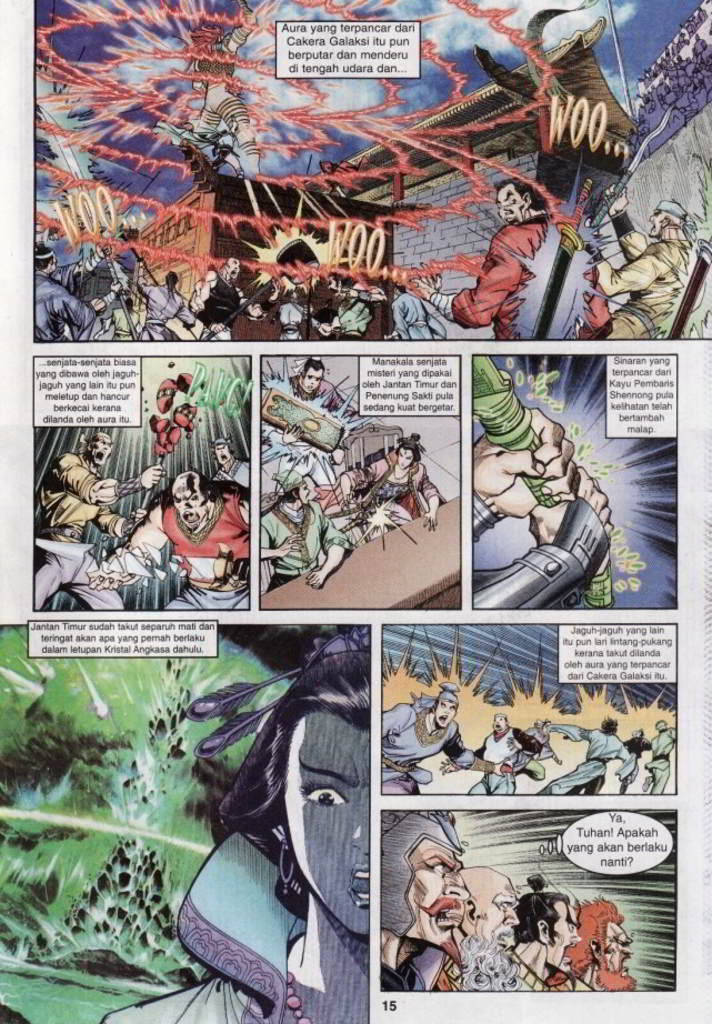 Aura yang terpancar dari
Cakera Galaksi itu pun
berputar dan menderu
di tengah udara dan...
WOO...
WOO...
WOO...
...senjata-senjata biasa
yang dibawa oleh jaguh-
jaguh yang lain itu pun
meletup dan hancur
berkecai kerana
dilanda oleh aura itu.
Manakala senjata
misteri yang dipakai
oleh Jantan Timur dan
Penenung Sakti pula
sedang kuat bergetar.
Sinaran yang
terpancar dari
Kayu Pembaris
Shennong pula
kelihatan telah
bertambah
malap.
Jantan Timur sudah takut separuh mati dan
teringat akan apa yang pernah berlaku
dalam letupan Kristal Angkasa dahulu.
Jaguh-jaguh yang lain
itu pun lari lintang-pukang
kerana takut dilanda
oleh aura yang terpancar
dari Cakera Galaksi itu.
Ya,
Tuhan! Apakah
yang akan berlaku
nanti?
15